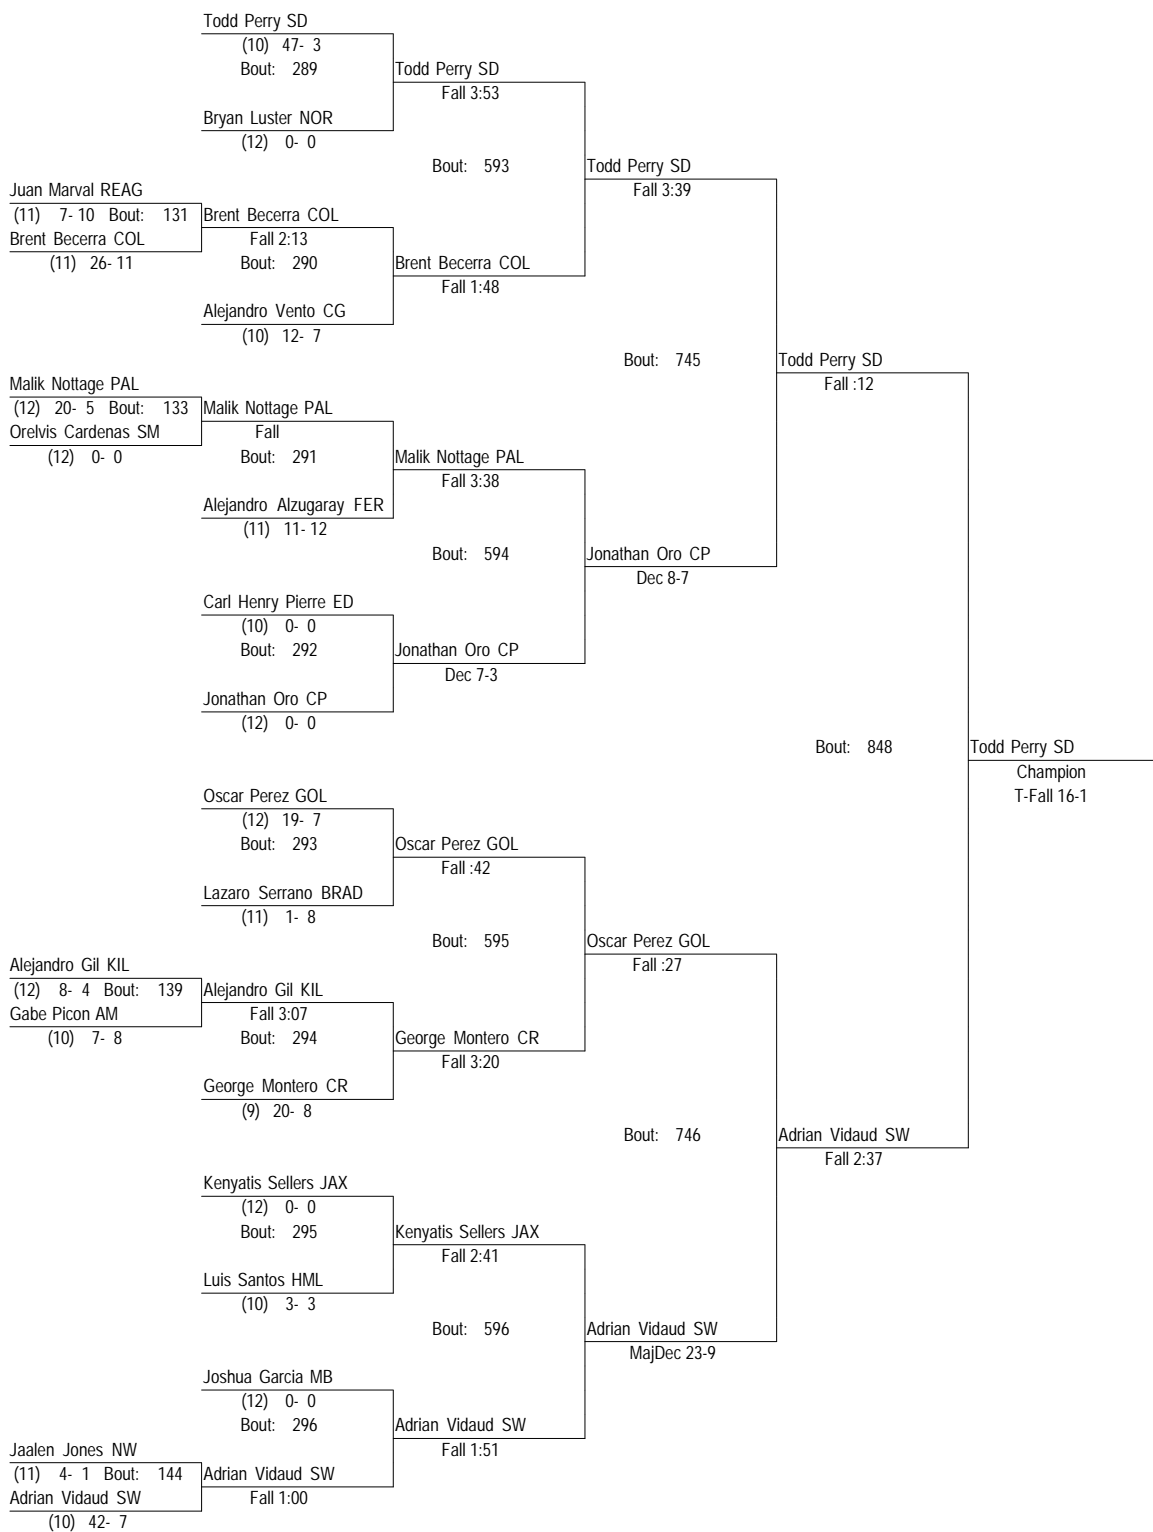 Todd Perry SD
(10) 47- 3
Bout: 289
Todd Perry SD
Fall 3:53
Bryan Luster NOR
(12) 0- 0
Bout: 593
Todd Perry SD
Fall 3:39
Juan Marval REAG
(11) 7- 10 Bout: 131
Brent Becerra COL
Brent Becerra COL
Fall 2:13
(11) 26- 11
Bout: 290
Brent Becerra COL
Fall 1:48
Alejandro Vento CG
(10) 12- 7
Bout: 745
Todd Perry SD
Fall :12
Malik Nottage PAL
(12) 20- 5 Bout: 133
Malik Nottage PAL
Orelvis Cardenas SM
Fall
(12) 0- 0
Bout: 291
Malik Nottage PAL
Fall 3:38
Alejandro Alzugaray FER
(11) 11- 12
Bout: 594
Jonathan Oro CP
Dec 8-7
Carl Henry Pierre ED
(10) 0- 0
Bout: 292
Jonathan Oro CP
Dec 7-3
Jonathan Oro CP
(12) 0- 0
Bout: 848
Todd Perry SD
Champion
T-Fall 16-1
Oscar Perez GOL
(12) 19- 7
Bout: 293
Oscar Perez GOL
Fall :42
Lazaro Serrano BRAD
(11) 1- 8
Bout: 595
Oscar Perez GOL
Fall :27
Alejandro Gil KIL
(12) 8- 4 Bout: 139
Alejandro Gil KIL
Gabe Picon AM
Fall 3:07
(10) 7- 8
Bout: 294
George Montero CR
Fall 3:20
George Montero CR
(9) 20- 8
Bout: 746
Adrian Vidaud SW
Fall 2:37
Kenyatis Sellers JAX
(12) 0- 0
Bout: 295
Kenyatis Sellers JAX
Fall 2:41
Luis Santos HML
(10) 3- 3
Bout: 596
Adrian Vidaud SW
MajDec 23-9
Joshua Garcia MB
(12) 0- 0
Bout: 296
Adrian Vidaud SW
Fall 1:51
Jaalen Jones NW
(11) 4- 1 Bout: 144
Adrian Vidaud SW
Adrian Vidaud SW
Fall 1:00
(10) 42- 7